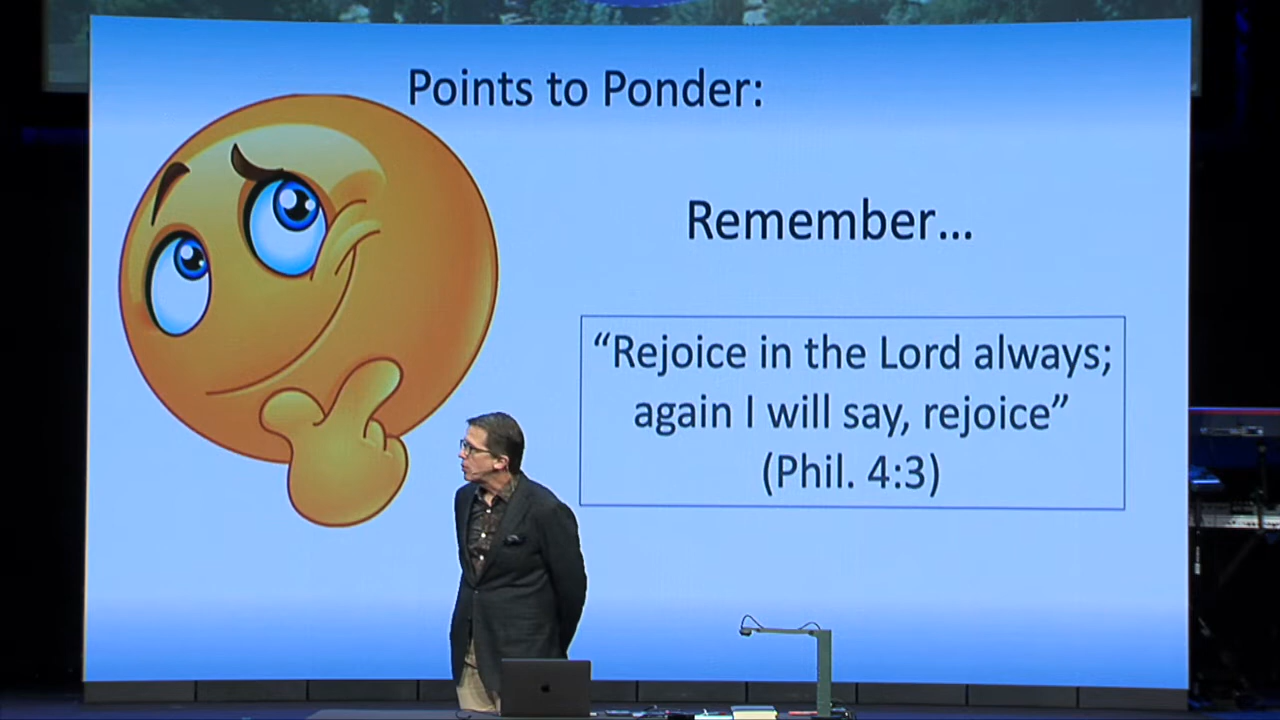 Points to Ponder:
Remember...
“Rejoice in the Lord always;
again I will say, rejoice”
(Phil. 4:3)